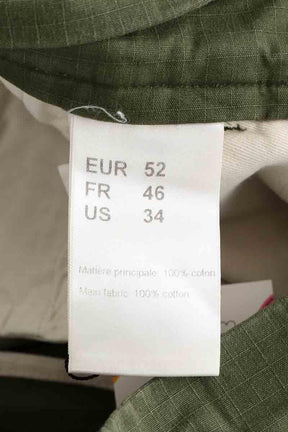 EUR 52
FR 46
US 34
Matière principale: 100% coton
Main fabric: 100% cotton